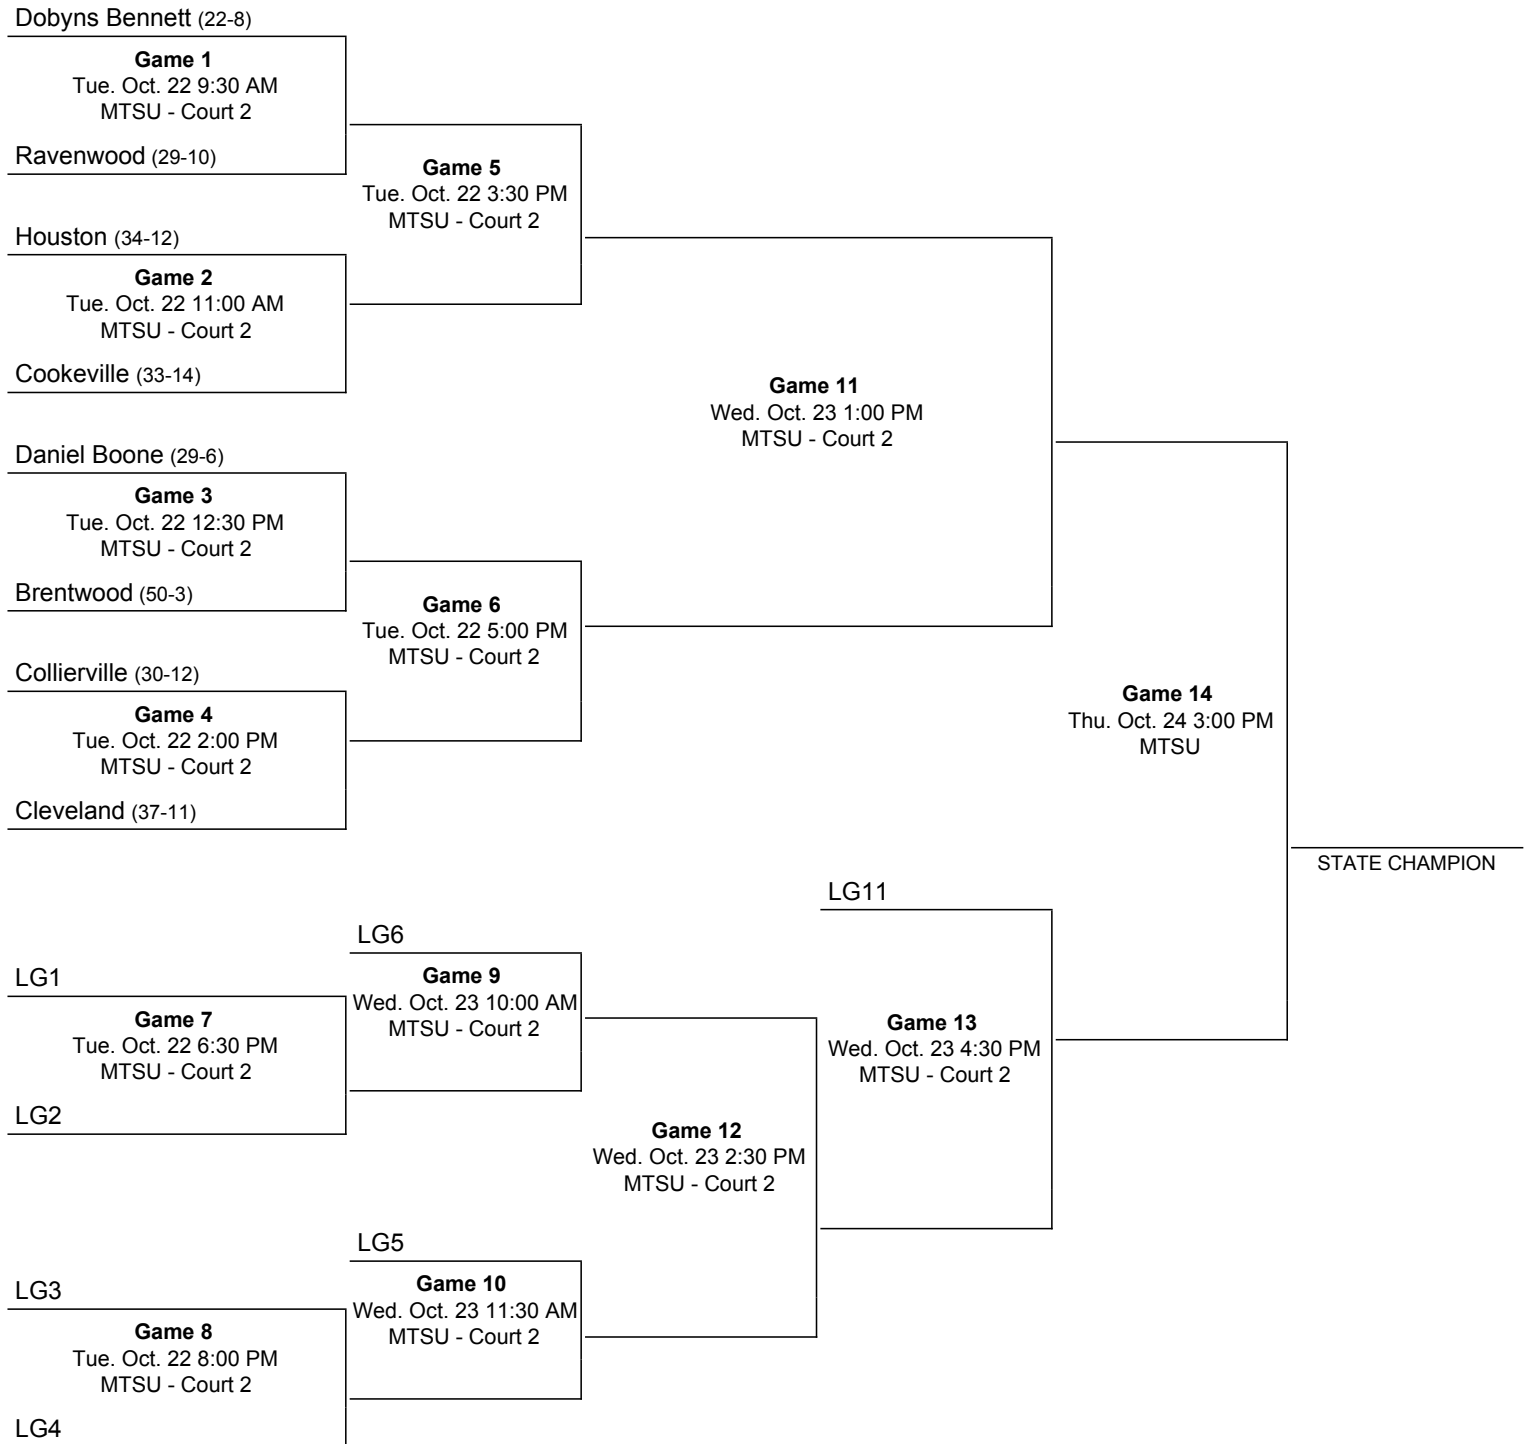 Dobyns Bennett (22-8)
Game 1
Tue. Oct. 22 9:30 AM
MTSU - Court 2
Ravenwood (29-10)
Game 5
Tue. Oct. 22 3:30 PM
MTSU - Court 2
Houston (34-12)
Game 2
Tue. Oct. 22 11:00 AM
MTSU - Court 2
Cookeville (33-14)
Game 11
Wed. Oct. 23 1:00 PM
MTSU - Court 2
Daniel Boone (29-6)
Game 3
Tue. Oct. 22 12:30 PM
MTSU - Court 2
Brentwood (50-3)
Game 6
Tue. Oct. 22 5:00 PM
MTSU - Court 2
Collierville (30-12)
Game 4
Tue. Oct. 22 2:00 PM
MTSU - Court 2
Cleveland (37-11)
Game 14
Thu. Oct. 24 3:00 PM
MTSU
STATE CHAMPION
LG11
LG6
Game 9
Wed. Oct. 23 10:00 AM
MTSU - Court 2
LG1
Game 7
Tue. Oct. 22 6:30 PM
MTSU - Court 2
LG2
Game 13
Wed. Oct. 23 4:30 PM
MTSU - Court 2
Game 12
Wed. Oct. 23 2:30 PM
MTSU - Court 2
LG5
Game 10
Wed. Oct. 23 11:30 AM
MTSU - Court 2
LG3
Game 8
Tue. Oct. 22 8:00 PM
MTSU - Court 2
LG4